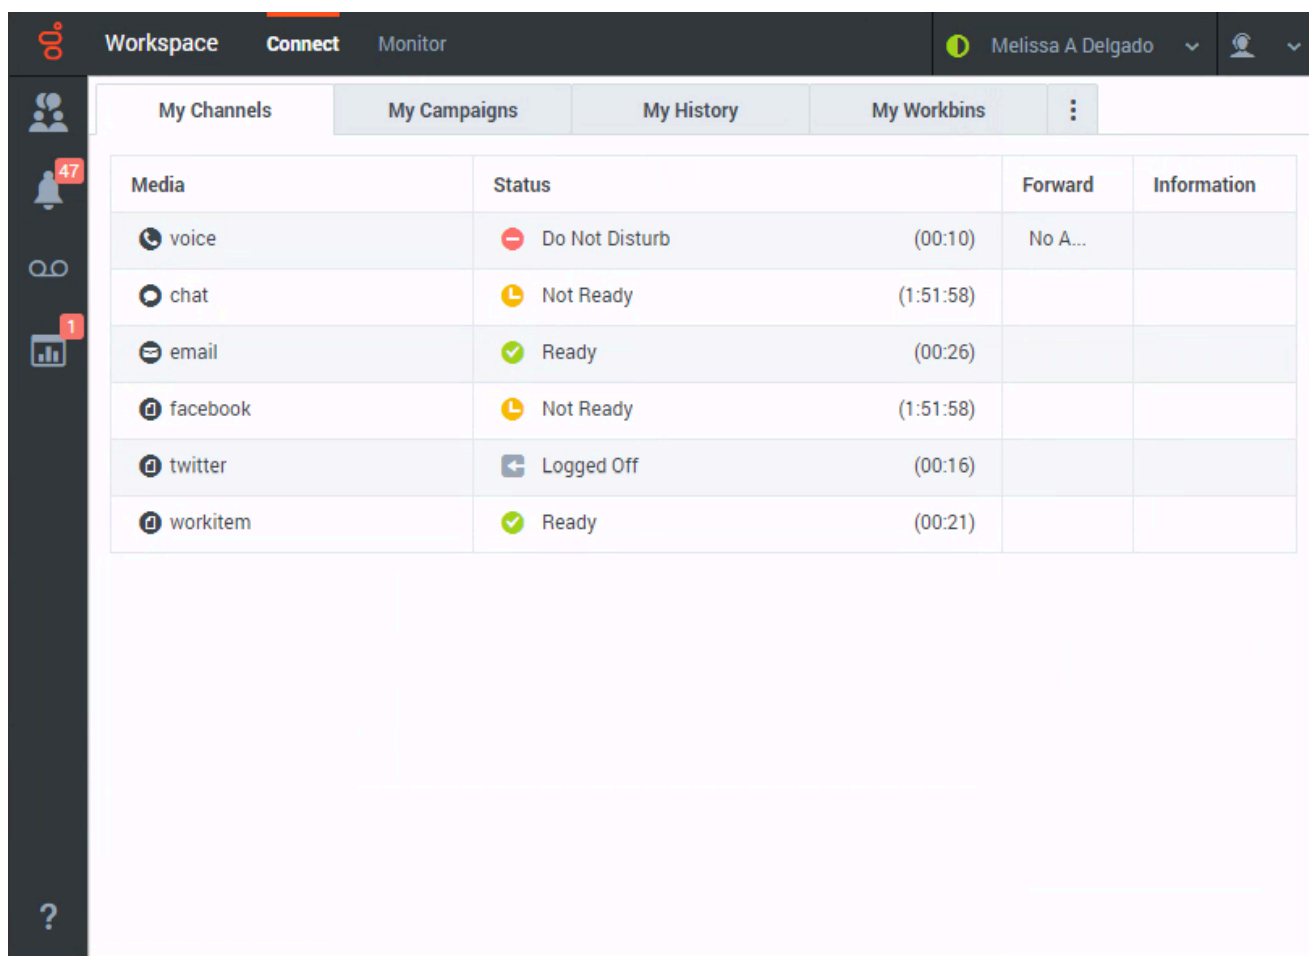 Workspace Connect Monitor Melissa A Delgado
My Channels My Campaigns My History My Workbins
47
1
Media Status Forward Information
voice Do Not Disturb (00:10) No A...
chat Not Ready (1:51:58)
email Ready (00:26)
facebook Not Ready (1:51:58)
twitter Logged Off (00:16)
workitem Ready (00:21)
?